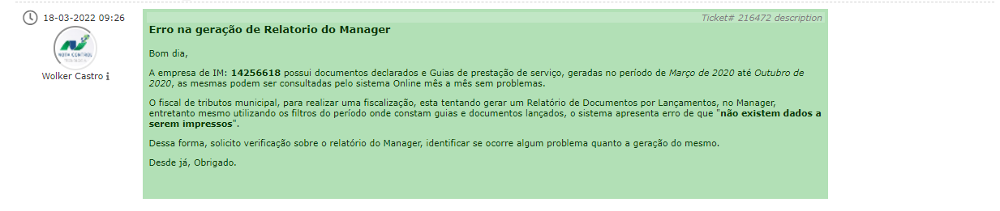 18-03-2022 09:26
Ticket# 216472 description
Erro na geração de Relatorio do Manager
Bom dia,
A empresa de IM: 14256618 possui documentos declarados e Guias de prestação de serviço, geradas no período de Março de 2020 até Outubro de
2020, as mesmas podem ser consultadas pelo sistema Online mês a mês sem problemas.
O fiscal de tributos municipal, para realizar uma fiscalização, esta tentando gerar um Relatório de Documentos por Lançamentos, no Manager,
entretanto mesmo utilizando os filtros do período onde constam guias e documentos lançados, o sistema apresenta erro de que "não existem dados a
serem impressos".
Dessa forma, solicito verificação sobre o relatório do Manager, identificar se ocorre algum problema quanto a geração do mesmo.
Desde já, Obrigado.
NOTA CONTROL
Wolker Castro